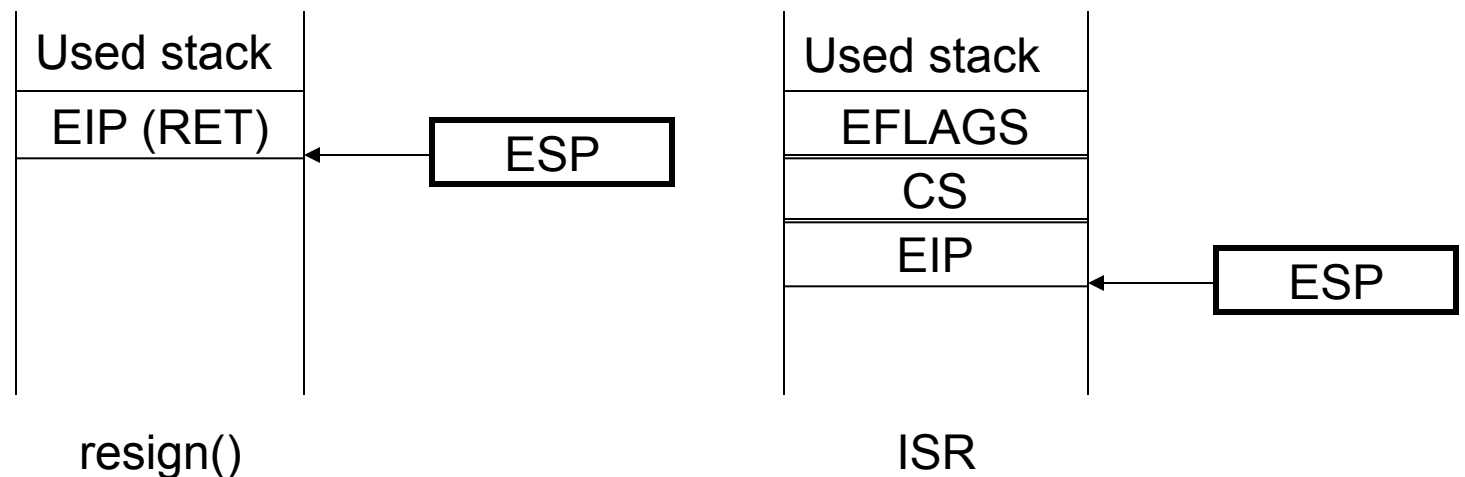 Used stack
EIP (RET)
ESP
resign()
Used stack
EFLAGS
CS
EIP
ESP
ISR